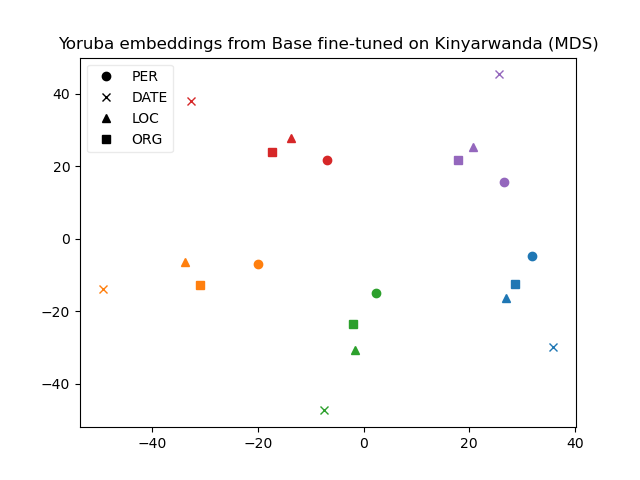 Yoruba embeddings from Base fine-tuned on Kinyarwanda (MDS)
PER
DATE
LOC
ORG
40
20
0
−20
−40
−40
−20
0
20
40